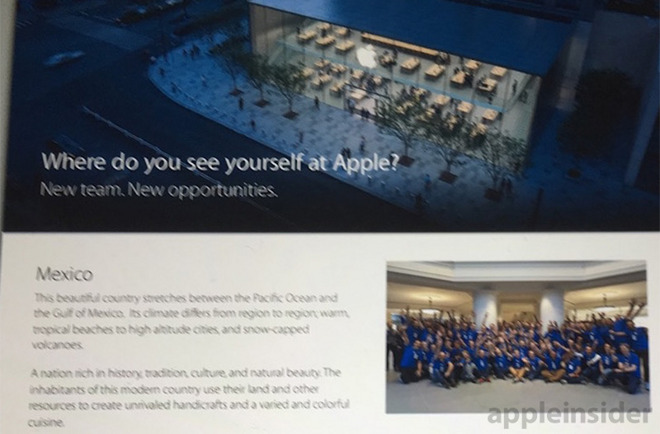 Where do you see yourself at Apple?
New team. New opportunities.
Mexico
This beautiful country stretches between the Pacific Ocean and
the Gulf of Mexico. Its climate differs from region to region; warm,
tropical beaches to high altitude cities, and snow-capped
volcanoes.
A nation rich in history, tradition, culture, and natural beauty. The
inhabitants of this modern country use their land and other
resources to create unrivaled handicrafts and a varied and colorful
cuisine.
appleinsider